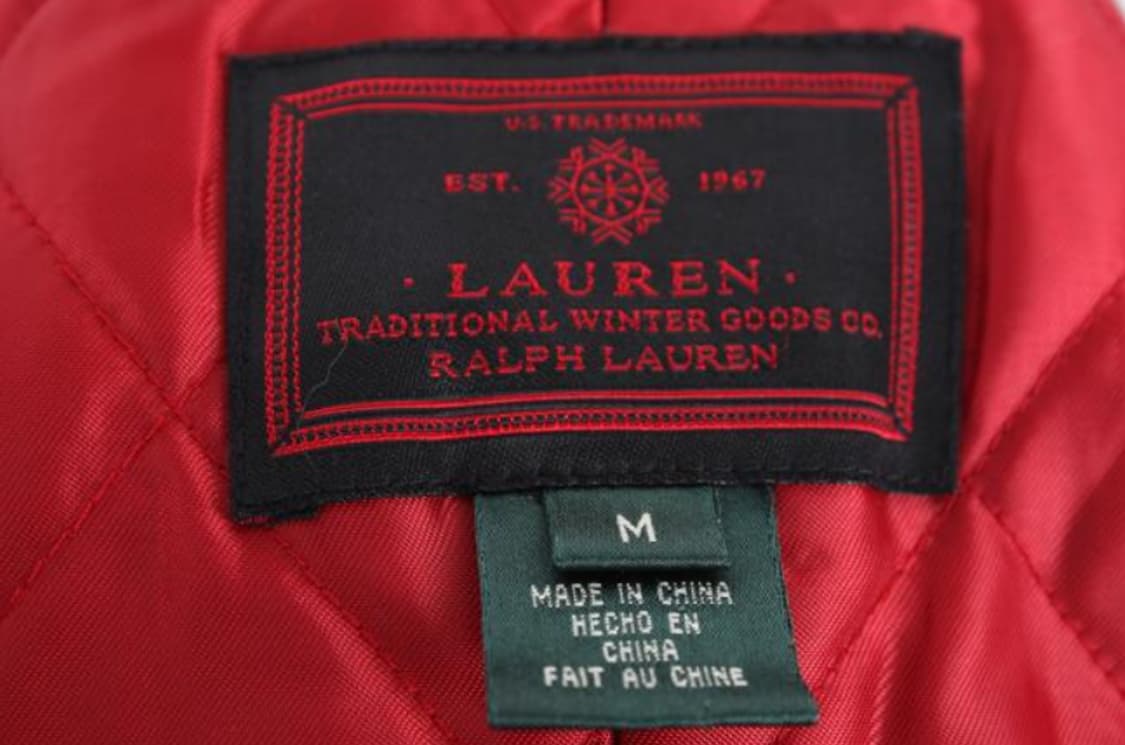 U.S. TRADEMARK
EST. 1967
· LAUREN ·
TRADITIONAL WINTER GOODS CO.
RALPH LAUREN
M
MADE IN CHINA
HECHO EN
CHINA
FAIT AU CHINE